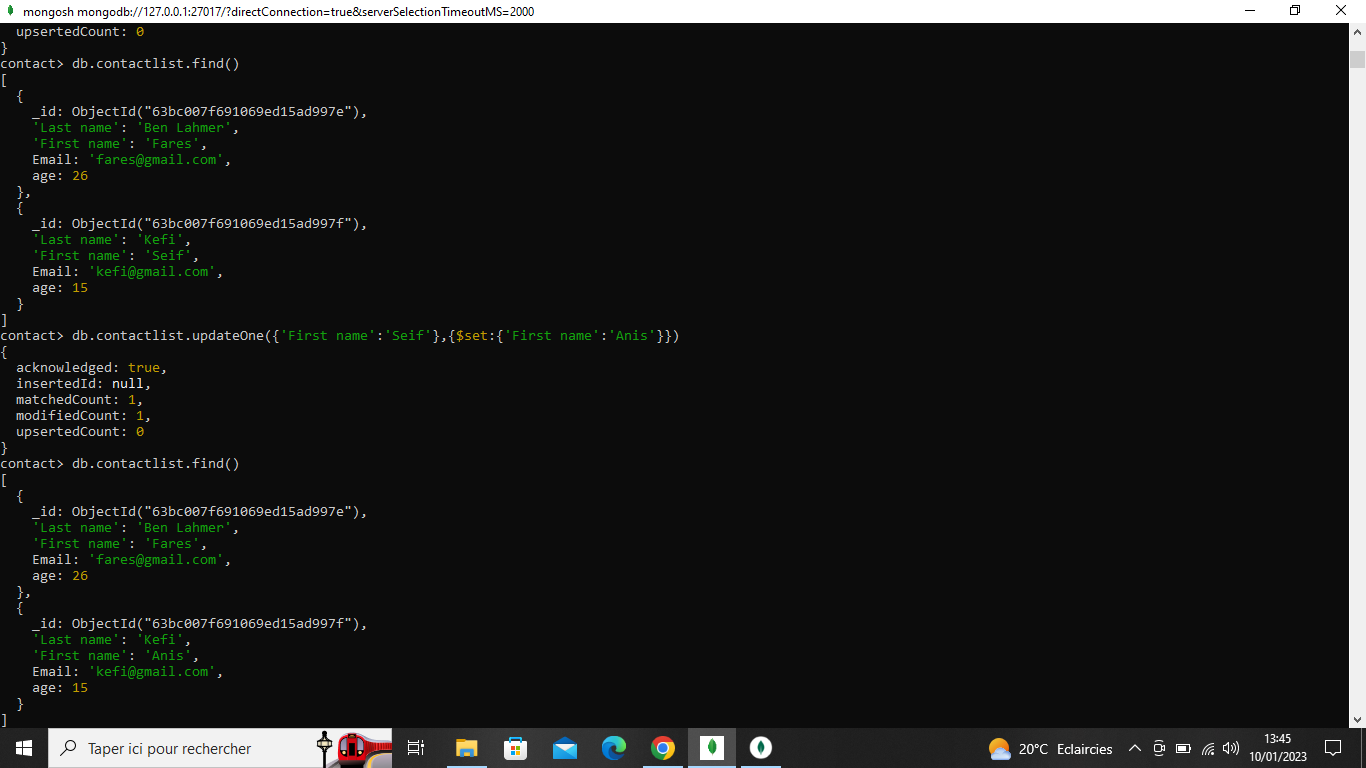 mongosh mongodb://127.0.0.1:27017/?directConnection=true&serverSelectionTimeoutMS=2000
  upsertedCount: 0
}
contact> db.contactlist.find()
[
  {
    _id: ObjectId("63bc007f691069ed15ad997e"),
    'Last name': 'Ben Lahmer',
    'First name': 'Fares',
    Email: 'fares@gmail.com',
    age: 26
  },
  {
    _id: ObjectId("63bc007f691069ed15ad997f"),
    'Last name': 'Kefi',
    'First name': 'Seif',
    Email: 'kefi@gmail.com',
    age: 15
  }
]
contact> db.contactlist.updateOne({'First name':'Seif'},{$set:{'First name':'Anis'}})
{
  acknowledged: true,
  insertedId: null,
  matchedCount: 1,
  modifiedCount: 1,
  upsertedCount: 0
}
contact> db.contactlist.find()
[
  {
    _id: ObjectId("63bc007f691069ed15ad997e"),
    'Last name': 'Ben Lahmer',
    'First name': 'Fares',
    Email: 'fares@gmail.com',
    age: 26
  },
  {
    _id: ObjectId("63bc007f691069ed15ad997f"),
    'Last name': 'Kefi',
    'First name': 'Anis',
    Email: 'kefi@gmail.com',
    age: 15
  }
]
Taper ici pour rechercher
20°C Eclaircies
13:45
10/01/2023